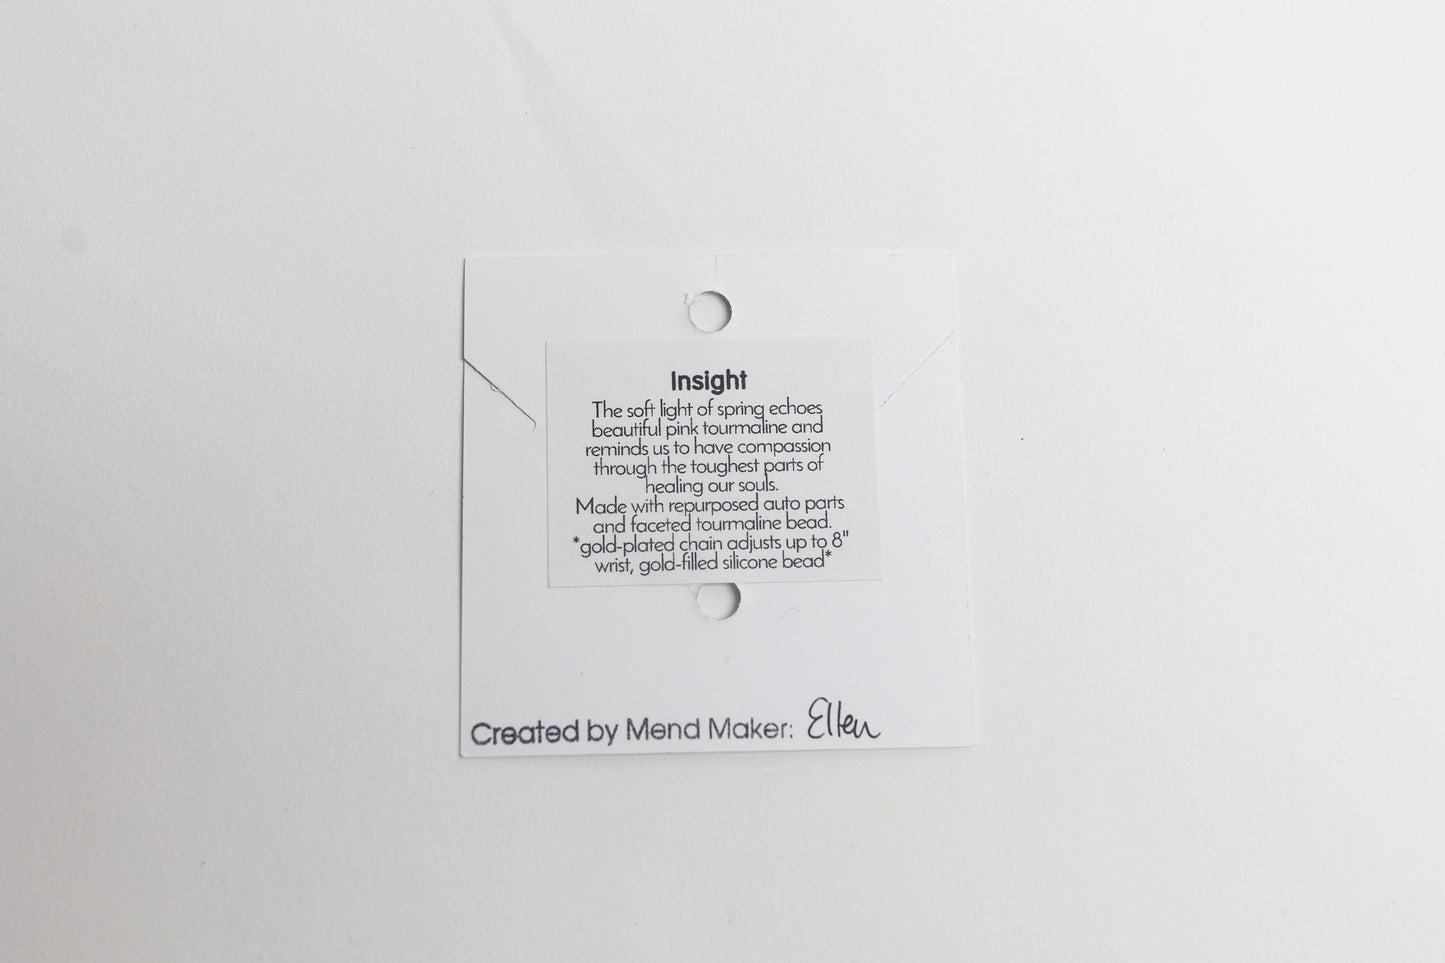 Insight
The soft light of spring echoes
beautiful pink tourmaline and
reminds us to have compassion
through the toughest parts of
healing our souls.
Made with repurposed auto parts
and faceted tourmaline bead.
*gold-plated chain adjusts up to 8"
wrist, gold-filled silicone bead*
Created by Mend Maker: Ellen